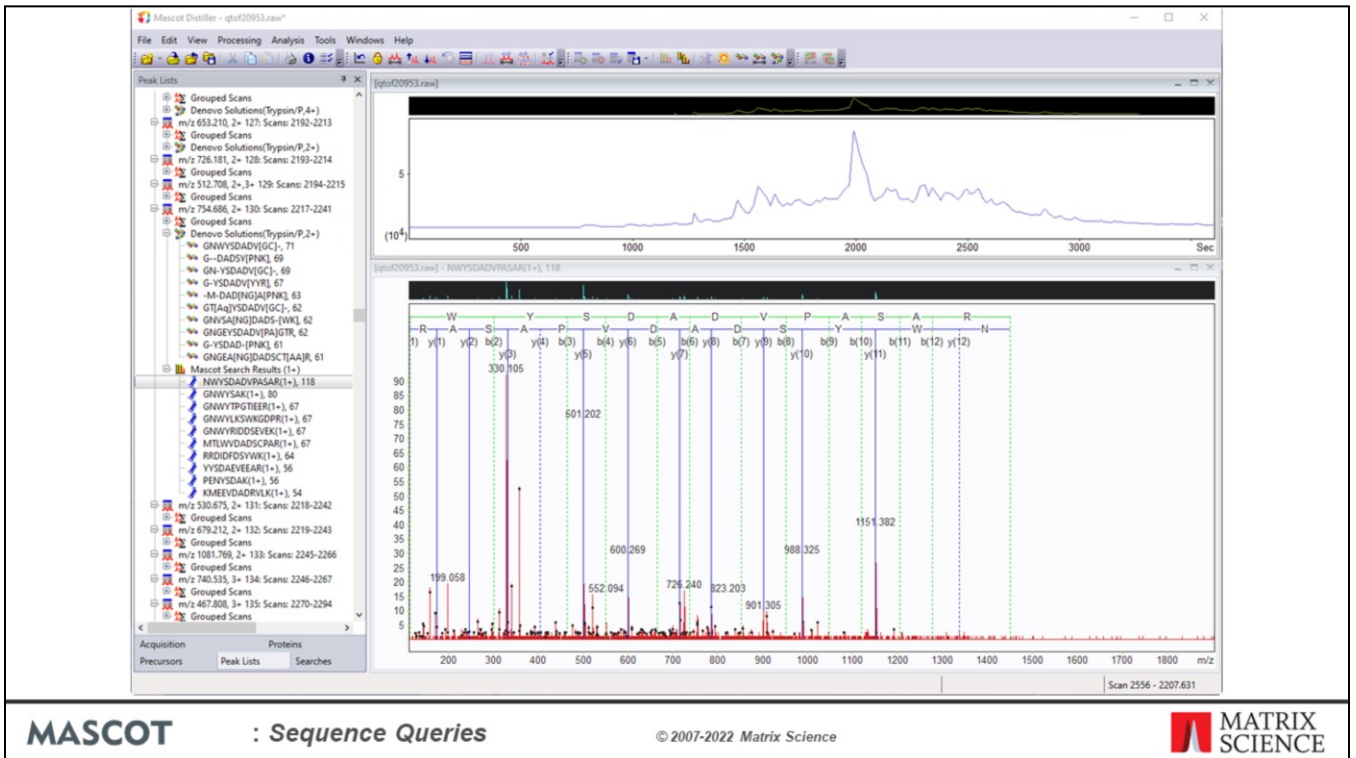 Mascot Distiller - qtof20953.raw*
File Edit View Processing Analysis Tools Windows Help
Peak Lists
Grouped Scans
Denovo Solutions(Trypsin/P,4+)
m/z 653.210, 2+ 127: Scans: 2192-2213
Grouped Scans
Denovo Solutions(Trypsin/P,2+)
m/z 726.181, 2+ 128: Scans: 2193-2214
Grouped Scans
m/z 512.708, 2+,3+ 129: Scans: 2194-2215
Grouped Scans
m/z 754.686, 2+ 130: Scans: 2217-2241
Grouped Scans
Denovo Solutions(Trypsin/P,2+)
GNWYSDADV[GC]-, 71
G--DADSY[PNK], 69
GN-YSDADV[GC]-, 69
G-YSDADV[YYR], 67
-M-DAD[NG]A[PNK], 63
GT[Aq]YSDADV[GC]-, 62
GNVSA[NG]DADS-[WK], 62
GNGEYSDADV[PA]GTR, 62
G-YSDAD-[PNK], 61
GNGEA[NG]DADSCT[AA]R, 61
Mascot Search Results (1+)
NWYSDADVPASAR(1+), 118
GNWYSAK(1+), 80
GNWYTPGTIEER(1+), 67
GNWYLKSWKGDPR(1+), 67
GNWYRIDDSEVEK(1+), 67
MTLWVDADSCPAR(1+), 67
RRDIDFDSYWK(1+), 64
YYSDAEVEEAR(1+), 56
PENYSDAK(1+), 56
KMEEVDADRVLK(1+), 54
m/z 530.675, 2+ 131: Scans: 2218-2242
Grouped Scans
m/z 679.212, 2+ 132: Scans: 2219-2243
Grouped Scans
m/z 1081.769, 2+ 133: Scans: 2245-2266
Grouped Scans
m/z 740.535, 3+ 134: Scans: 2246-2267
Grouped Scans
m/z 467.808, 3+ 135: Scans: 2270-2294
Grouped Scans
Acquisition Proteins
Precursors Peak Lists Searches
[qtof20953.raw]
5
(10⁴)
500 1000 1500 2000 2500 3000 Sec
[qtof20953.raw] - NWYSDADVPASAR(1+), 118
W Y S D A D V P A S A R
R A S A P V D A D S Y W N
1) y(1) y(2) b(2) y(4) b(3) b(4) y(6) b(5) b(6) y(8) b(7) y(9) b(8) b(9) b(10) b(11) b(12) y(12)
y(3) y(5) y(7) y(10) y(11)
330.105
501.202
1151.382
600.269 988.325
199.058 552.094 726.240 823.203
901.305
90
85
80
75
70
65
60
55
50
45
40
35
30
25
20
15
10
5
200 300 400 500 600 700 800 900 1000 1100 1200 1300 1400 1500 1600 1700 1800 m/z
Scan 2556 - 2207.631
MASCOT : Sequence Queries © 2007-2022 Matrix Science MATRIX
SCIENCE